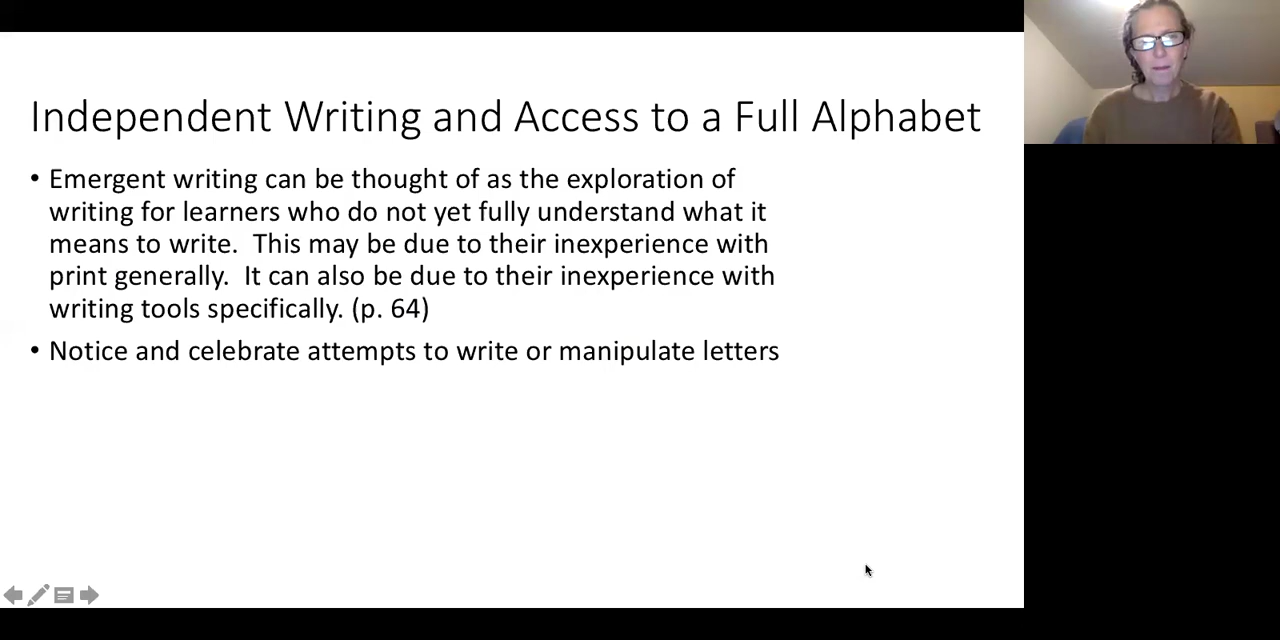 Independent Writing and Access to a Full Alphabet
• Emergent writing can be thought of as the exploration of
writing for learners who do not yet fully understand what it
means to write.  This may be due to their inexperience with
print generally.  It can also be due to their inexperience with
writing tools specifically. (p. 64)
• Notice and celebrate attempts to write or manipulate letters